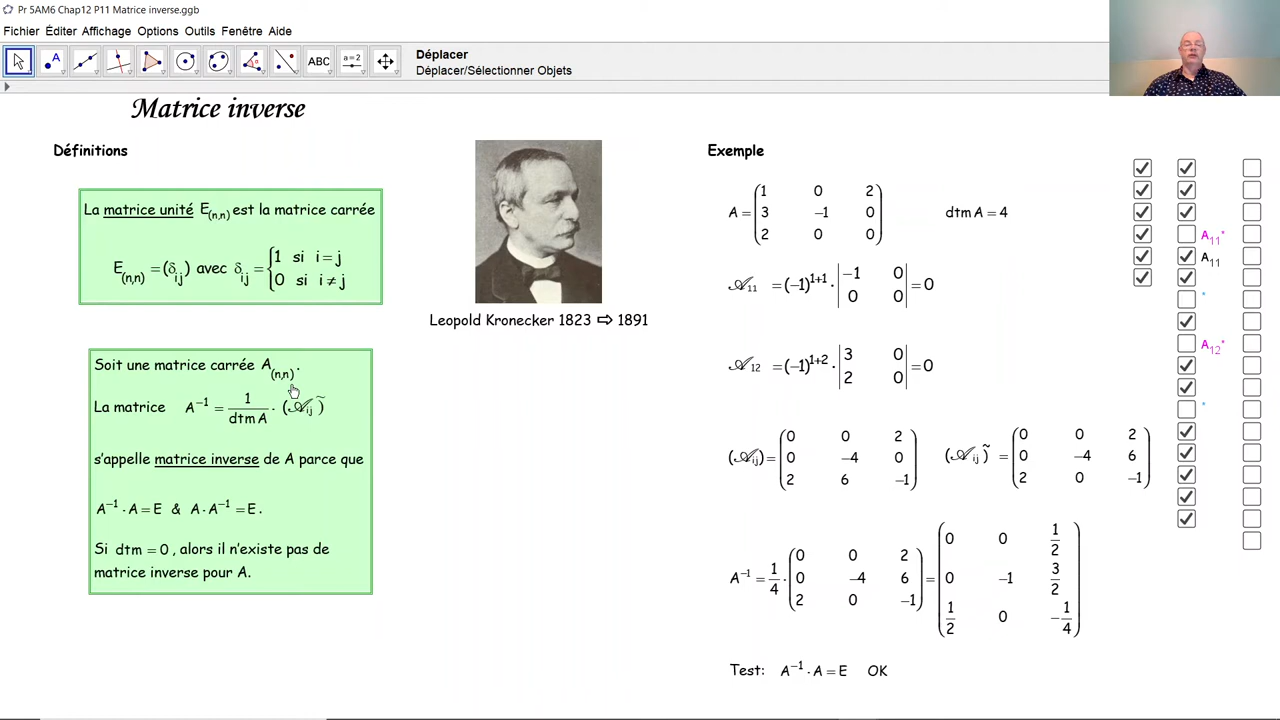 Pr 5AM6 Chap12 P11 Matrice inverse.ggb
Fichier Éditer Affichage Options Outils Fenêtre Aide
A ABC a=2
Déplacer
Déplacer/Sélectionner Objets
Matrice inverse
Définitions
La matrice unité E(n,n) est la matrice carrée
E(n,n) = (δij) avec δij = { 1 si i = j
0 si i ≠ j
Soit une matrice carrée A(n,n).
La matrice A⁻¹ = 1/dtm A · (𝒜ij)~
s'appelle matrice inverse de A parce que
A⁻¹ · A = E & A · A⁻¹ = E.
Si dtm = 0, alors il n'existe pas de
matrice inverse pour A.
Leopold Kronecker 1823 ⇨ 1891
Exemple
A = (1 0 2
3 −1 0
2 0 0) dtm A = 4
𝒜11 = (−1)^1+1 · |−1 0
0 0| = 0
𝒜12 = (−1)^1+2 · |3 0
2 0| = 0
(𝒜ij) = (0 0 2
0 −4 0
2 6 −1)
(𝒜ij)~ = (0 0 2
0 −4 6
2 0 −1)
A⁻¹ = 1/4 · (0 0 2
0 −4 6
2 0 −1) = (0 0 1/2
0 −1 3/2
1/2 0 −1/4)
Test: A⁻¹ · A = E OK
A11*
A11
*
A12*
*